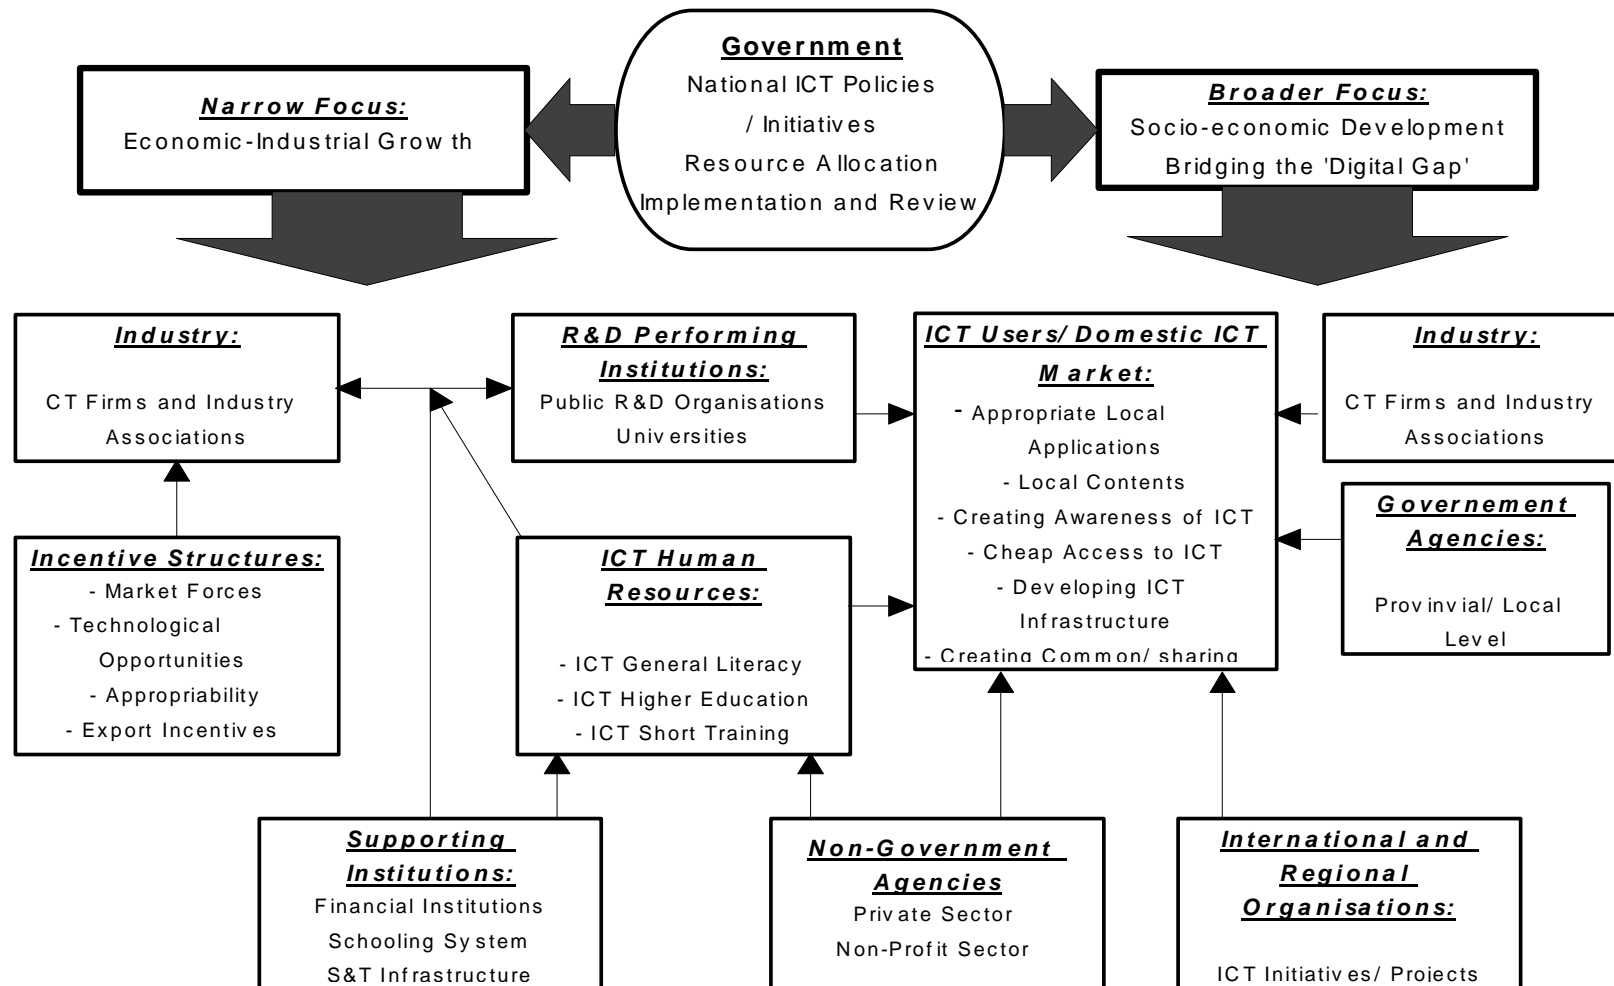 Government
National ICT Policies
/ Initiatives
Resource Allocation
Implementation and Review
Narrow Focus:
Economic-Industrial Growth
Broader Focus:
Socio-economic Development
Bridging the 'Digital Gap'
Industry:
CT Firms and Industry
Associations
R&D Performing
Institutions:
Public R&D Organisations
Universities
ICT Users/ Domestic ICT
Market:
- Appropriate Local
Applications
- Local Contents
- Creating Awareness of ICT
- Cheap Access to ICT
- Developing ICT
Infrastructure
- Creating Common/ sharing
Industry:
CT Firms and Industry
Associations
Governement
Agencies:
Provinvial/ Local
Level
Incentive Structures:
- Market Forces
- Technological
Opportunities
- Appropriability
- Export Incentives
ICT Human
Resources:
- ICT General Literacy
- ICT Higher Education
- ICT Short Training
Supporting
Institutions:
Financial Institutions
Schooling System
S&T Infrastructure
Non-Government
Agencies
Private Sector
Non-Profit Sector
International and
Regional
Organisations:
ICT Initiatives/ Projects